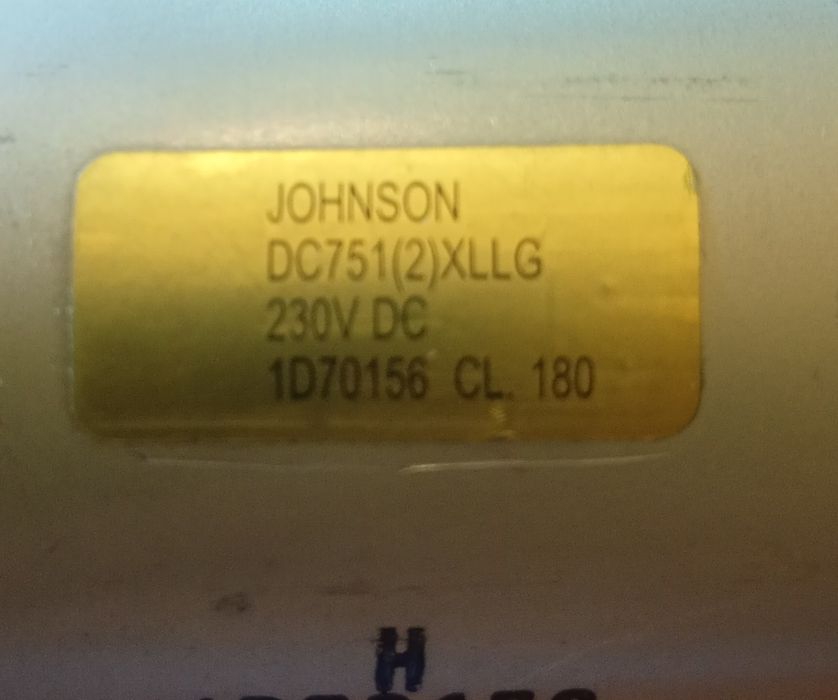 JOHNSON
DC751(2)XLLG
230V DC
1D70156 CL. 180
H